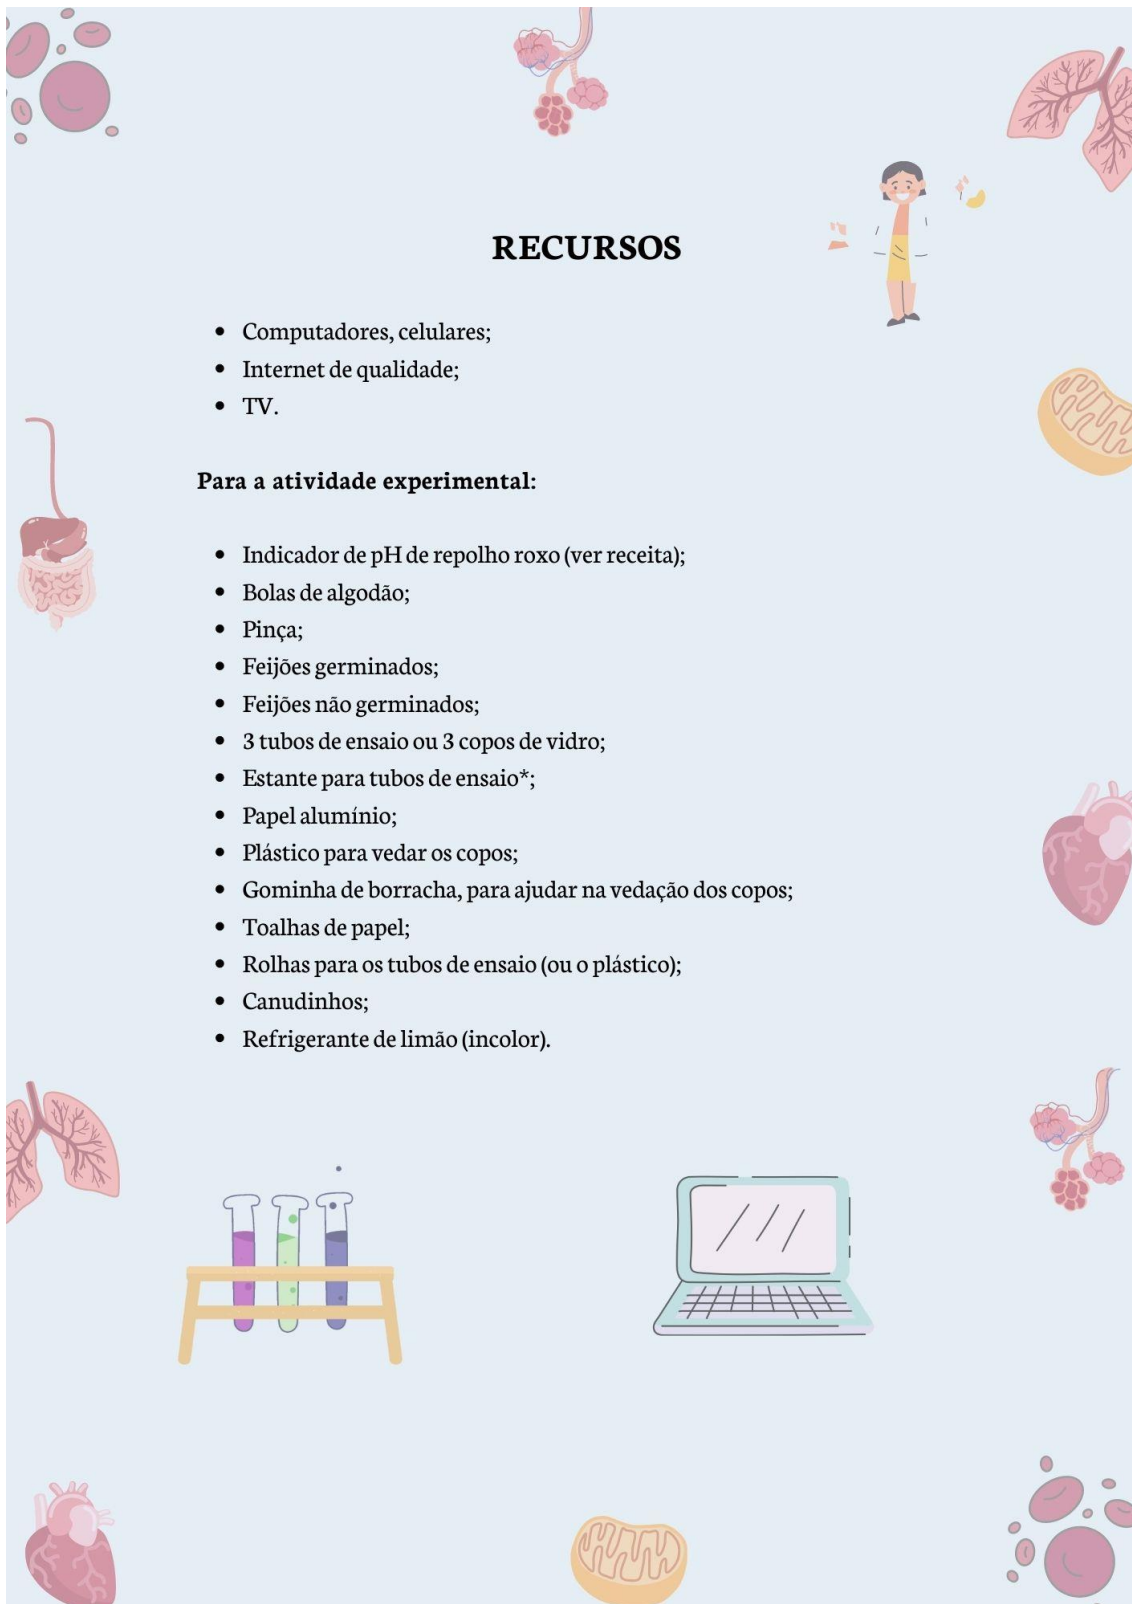 RECURSOS
• Computadores, celulares;
• Internet de qualidade;
• TV.
Para a atividade experimental:
• Indicador de pH de repolho roxo (ver receita);
• Bolas de algodão;
• Pinça;
• Feijões germinados;
• Feijões não germinados;
• 3 tubos de ensaio ou 3 copos de vidro;
• Estante para tubos de ensaio*;
• Papel alumínio;
• Plástico para vedar os copos;
• Gominha de borracha, para ajudar na vedação dos copos;
• Toalhas de papel;
• Rolhas para os tubos de ensaio (ou o plástico);
• Canudinhos;
• Refrigerante de limão (incolor).